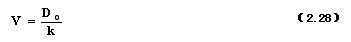 V = D₀/k (2.28)